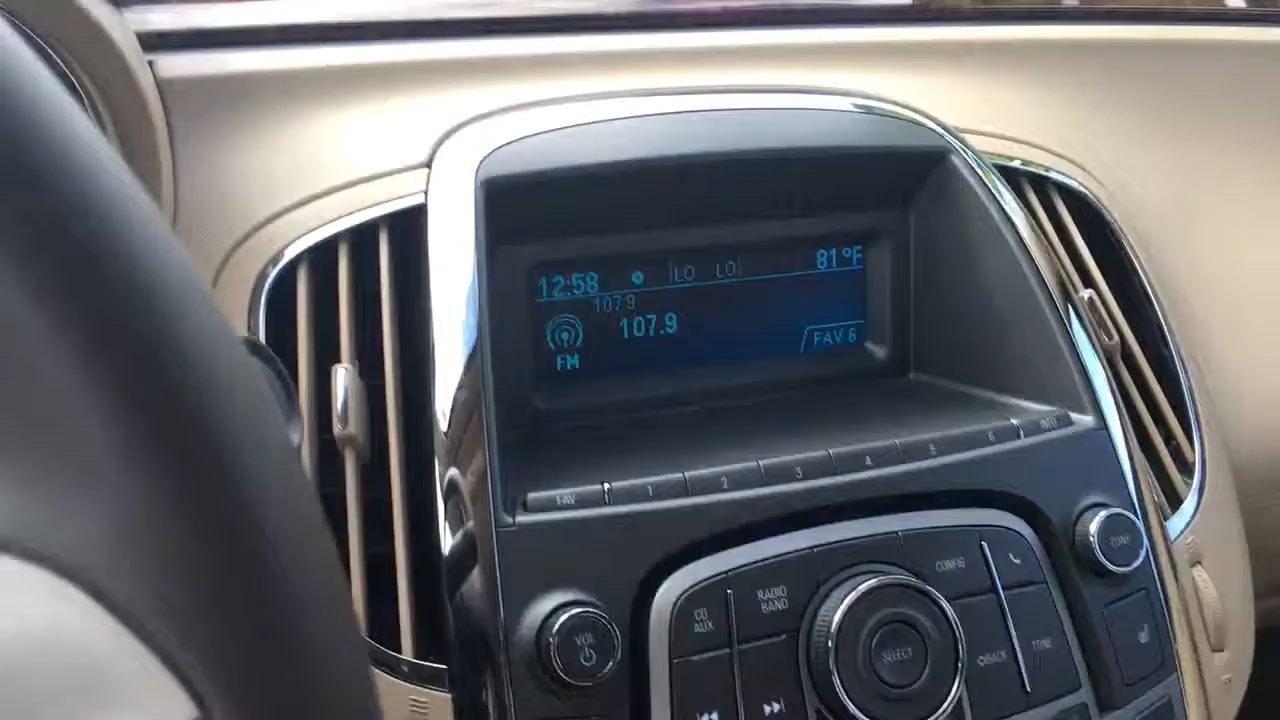 12:58 LO LO 81°F
107.9
107.9
FM
FAV 6
FAV 1 2 3 4 5 6 INFO
TUNE
CONFIG
RADIO BAND
CD AUX
VOL
SELECT
BACK
TONE